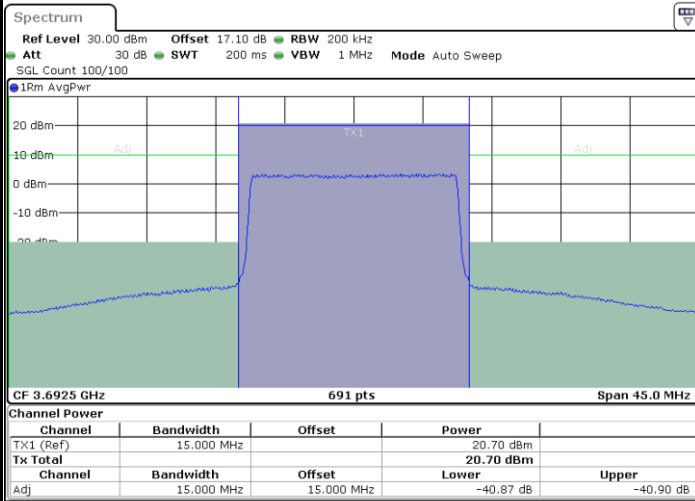 Spectrum
Ref Level 30.00 dBm Offset 17.10 dB RBW 200 kHz
Att 30 dB SWT 200 ms VBW 1 MHz Mode Auto Sweep
SGL Count 100/100
1Rm AvgPwr
20 dBm
TX1
Adj Adj
10 dBm
0 dBm
-10 dBm
-20 dBm
CF 3.6925 GHz 691 pts Span 45.0 MHz
Channel Power
Channel Bandwidth Offset Power
TX1 (Ref) 15.000 MHz 20.70 dBm
Tx Total 20.70 dBm
Channel Bandwidth Offset Lower Upper
Adj 15.000 MHz 15.000 MHz -40.87 dB -40.90 dB